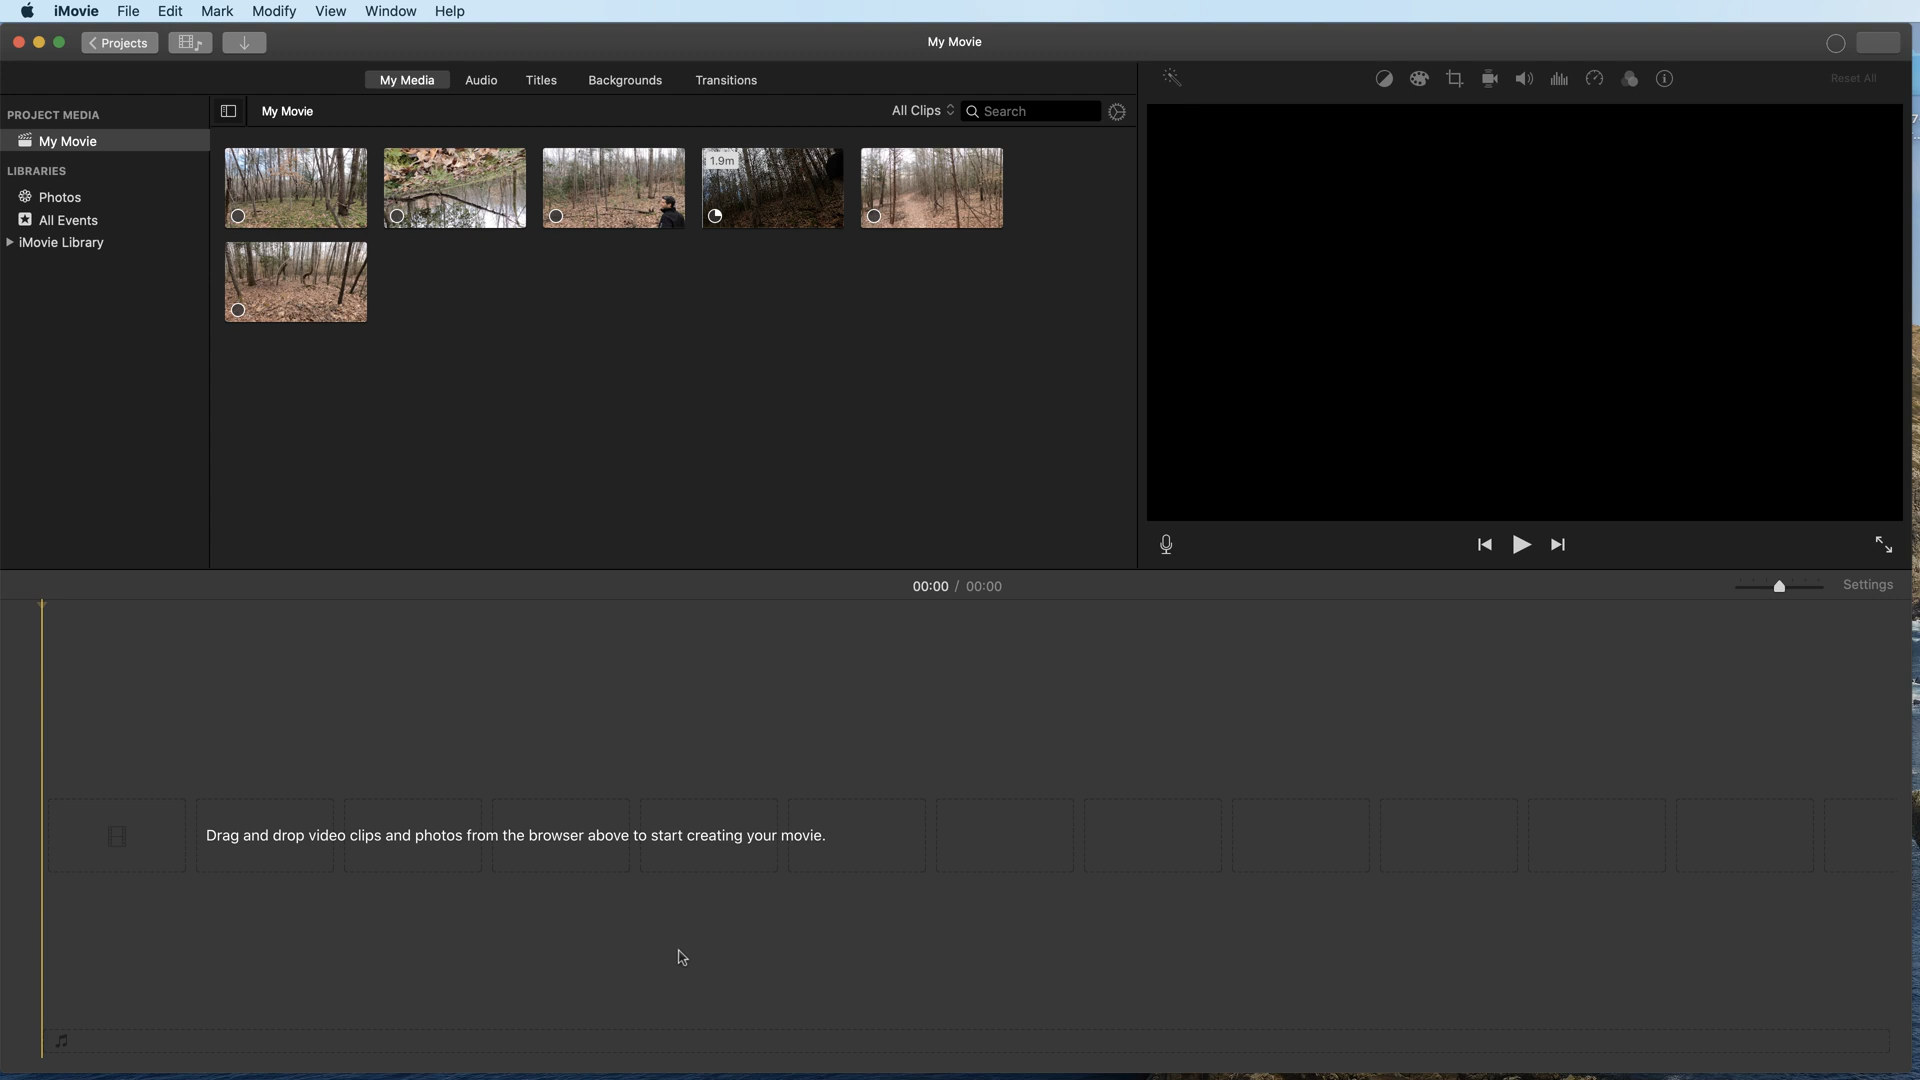 iMovie File Edit Mark Modify View Window Help
Projects
My Movie
My Media Audio Titles Backgrounds Transitions
Reset All
PROJECT MEDIA
My Movie
All Clips
Search
My Movie
LIBRARIES
Photos
All Events
iMovie Library
1.9m
00:00 / 00:00
Settings
Drag and drop video clips and photos from the browser above to start creating your movie.